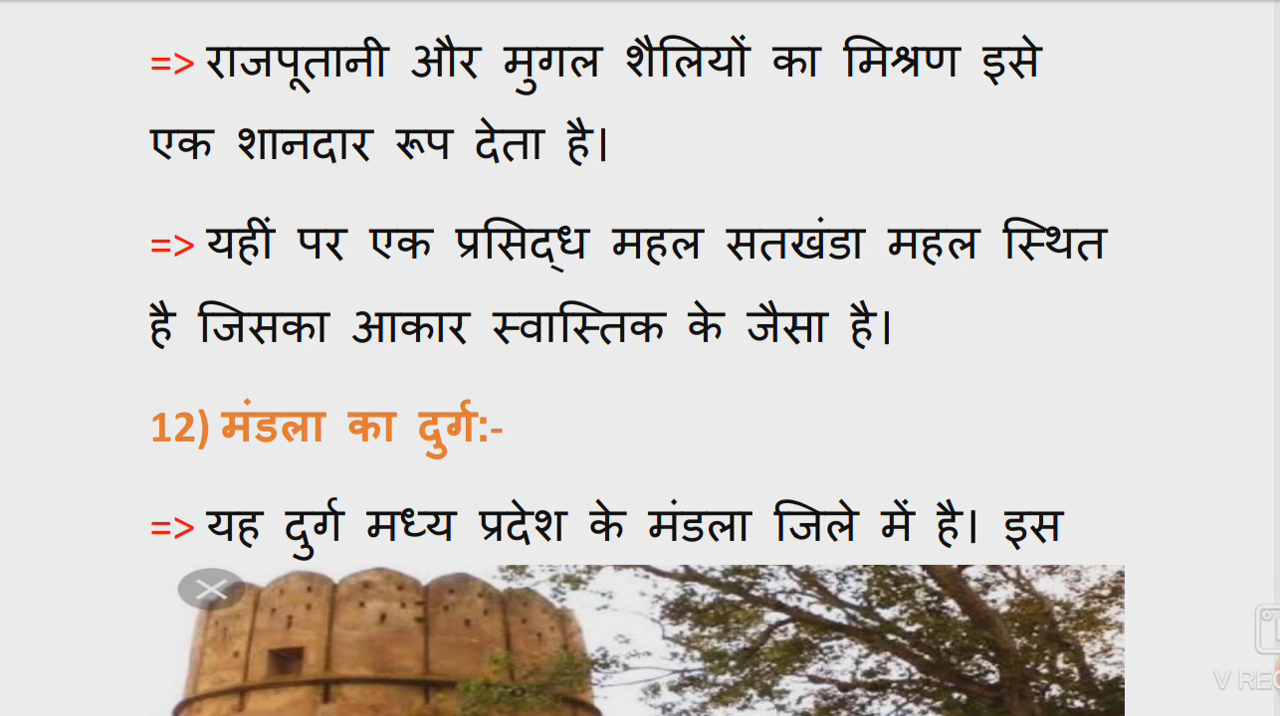 => राजपूतानी और मुगल शैलियों का मिश्रण इसे
एक शानदार रूप देता है।
=> यहीं पर एक प्रसिद्ध महल सतखंडा महल स्थित
है जिसका आकार स्वास्तिक के जैसा है।
12) मंडला का दुर्ग:-
=> यह दुर्ग मध्य प्रदेश के मंडला जिले में है। इस